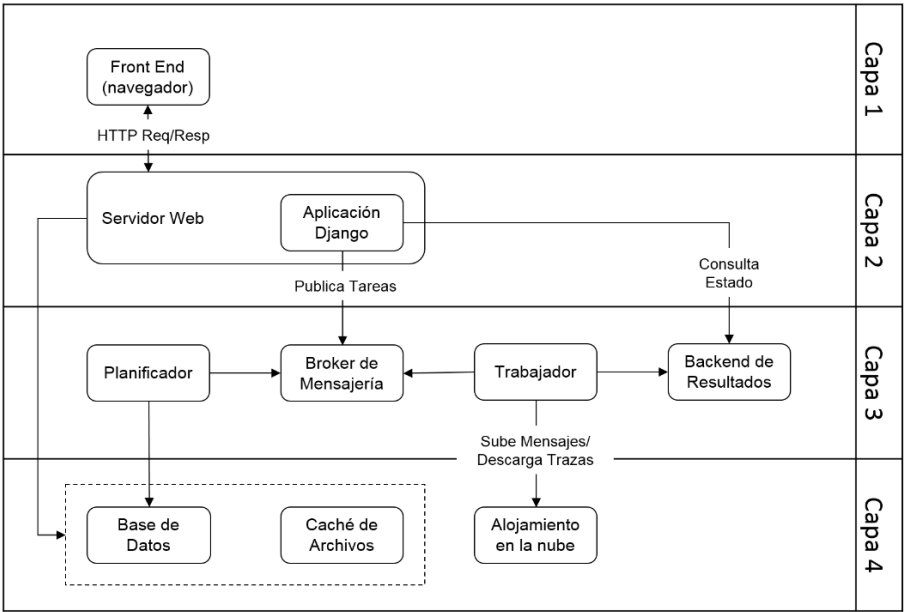 Front End
(navegador)
Capa 1
HTTP Req/Resp
Servidor Web
Aplicación
Django
Capa 2
Publica Tareas
Consulta
Estado
Planificador
Broker de
Mensajería
Trabajador
Backend de
Resultados
Capa 3
Sube Mensajes/
Descarga Trazas
Base de
Datos
Caché de
Archivos
Alojamiento
en la nube
Capa 4